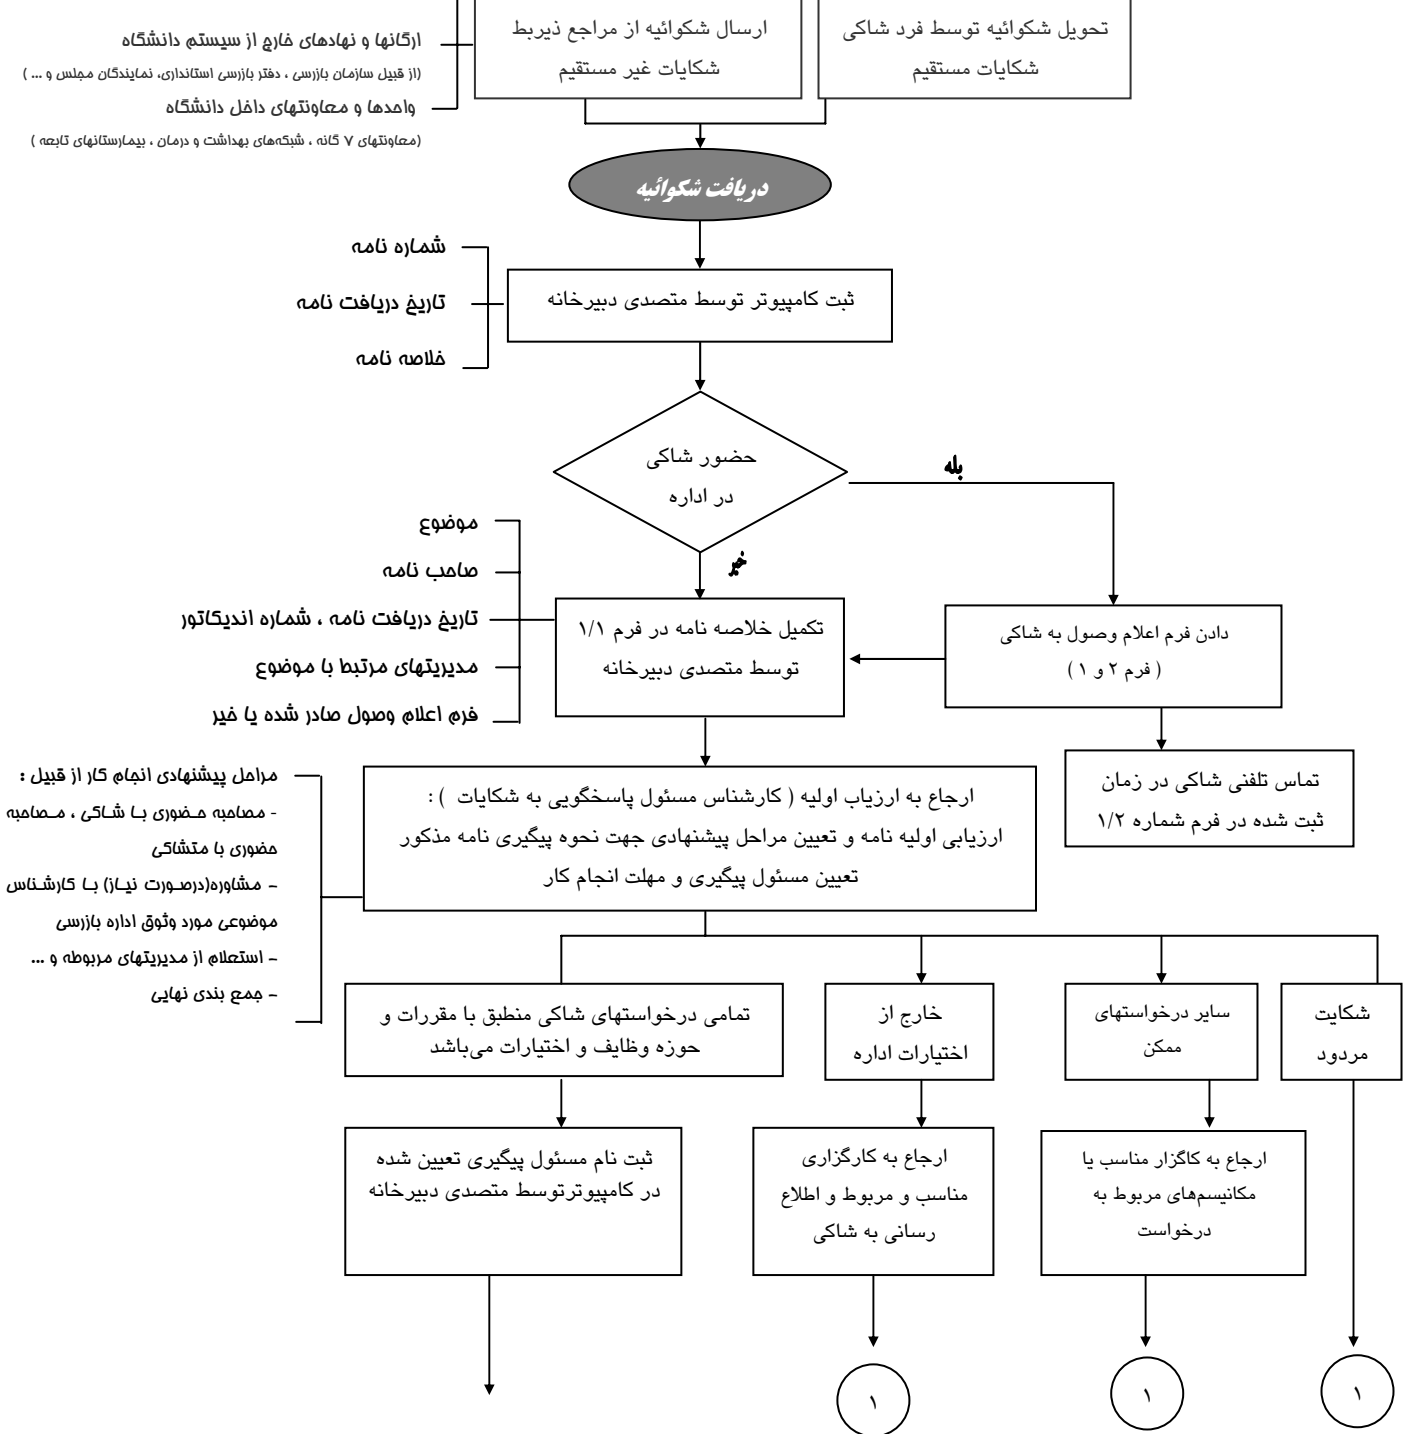 تحویل شکوائیه توسط فرد شاکی
شکایات مستقیم
ارسال شکوائیه از مراجع ذیربط
شکایات غیر مستقیم
ارگانها و نهادهای خارج از سیستم دانشگاه
(از قبیل سازمان بازرسی ، دفتر بازرسی استانداری، نمایندگان مجلس و ... )
واحدها و معاونتهای داخل دانشگاه
(معاونتهای ۷ گانه ، شبکه‌های بهداشت و درمان ، بیمارستانهای تابعه )
دریافت شکوائیه
ثبت کامپیوتر توسط متصدی دبیرخانه
شماره نامه
تاریخ دریافت نامه
خلاصه نامه
حضور شاکی
در اداره
بله
خیر
دادن فرم اعلام وصول به شاکی
( فرم ۲ و ۱ )
تکمیل خلاصه نامه در فرم ۱/۱
توسط متصدی دبیرخانه
موضوع
صاحب نامه
تاریخ دریافت نامه ، شماره اندیکاتور
مدیریتهای مرتبط با موضوع
فرم اعلام وصول صادر شده یا خیر
تماس تلفنی شاکی در زمان
ثبت شده در فرم شماره ۱/۲
ارجاع به ارزیاب اولیه ( کارشناس مسئول پاسخگویی به شکایات ) :
ارزیابی اولیه نامه و تعیین مراحل پیشنهادی جهت نحوه پیگیری نامه مذکور
تعیین مسئول پیگیری و مهلت انجام کار
مراحل پیشنهادی انجام کار از قبیل :
- مصاحبه حـضوری بـا شـاکی ، مـصاحبه
حضوری با متشاکی
- مشاوره(درصـورت نیـاز) بـا کارشـناس
موضوعی مورد وثوق اداره بازرسی
- استعلام از مدیریتهای مربوطه و ...
- جمع بندی نهایی
شکایت
مردود
سایر درخواستهای
ممکن
خارج از
اختیارات اداره
تمامی درخواستهای شاکی منطبق با مقررات و
حوزه وظایف و اختیارات می‌باشد
ارجاع به کاگزار مناسب یا
مکانیسم‌های مربوط به
درخواست
ارجاع به کارگزاری
مناسب و مربوط و اطلاع
رسانی به شاکی
ثبت نام مسئول پیگیری تعیین شده
در کامپیوترتوسط متصدی دبیرخانه
۱
۱
۱